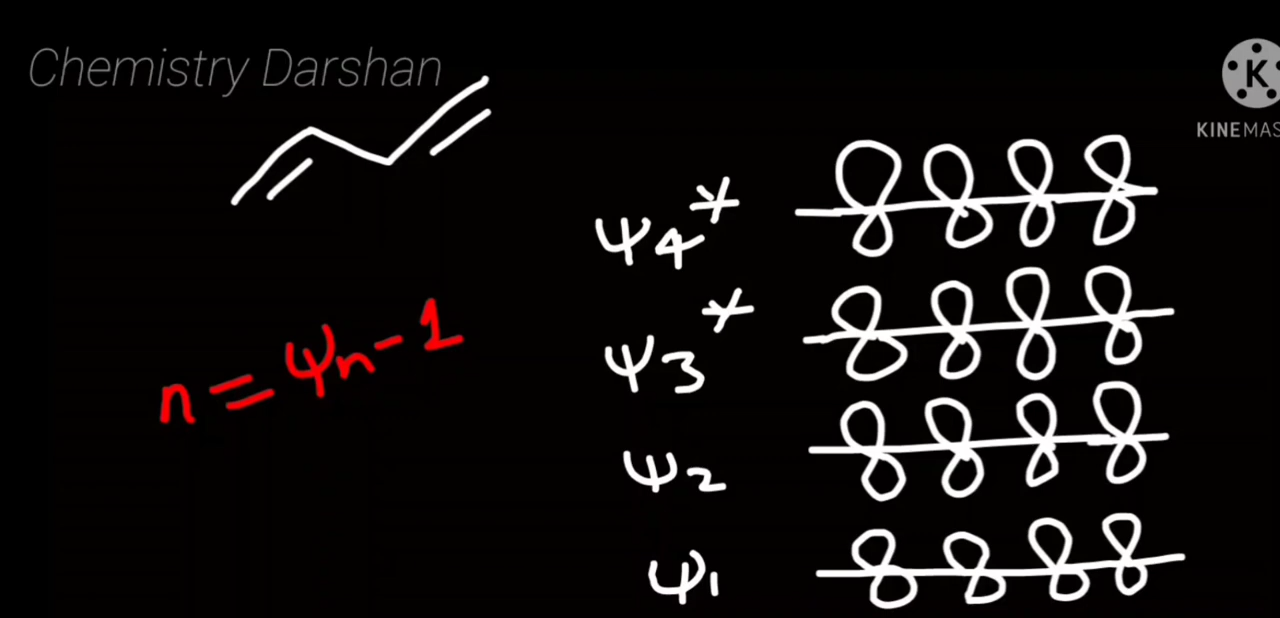 Chemistry Darshan
K
KINEMAS
ψ4*
ψ3*
n = ψn - 1
ψ2
ψ1